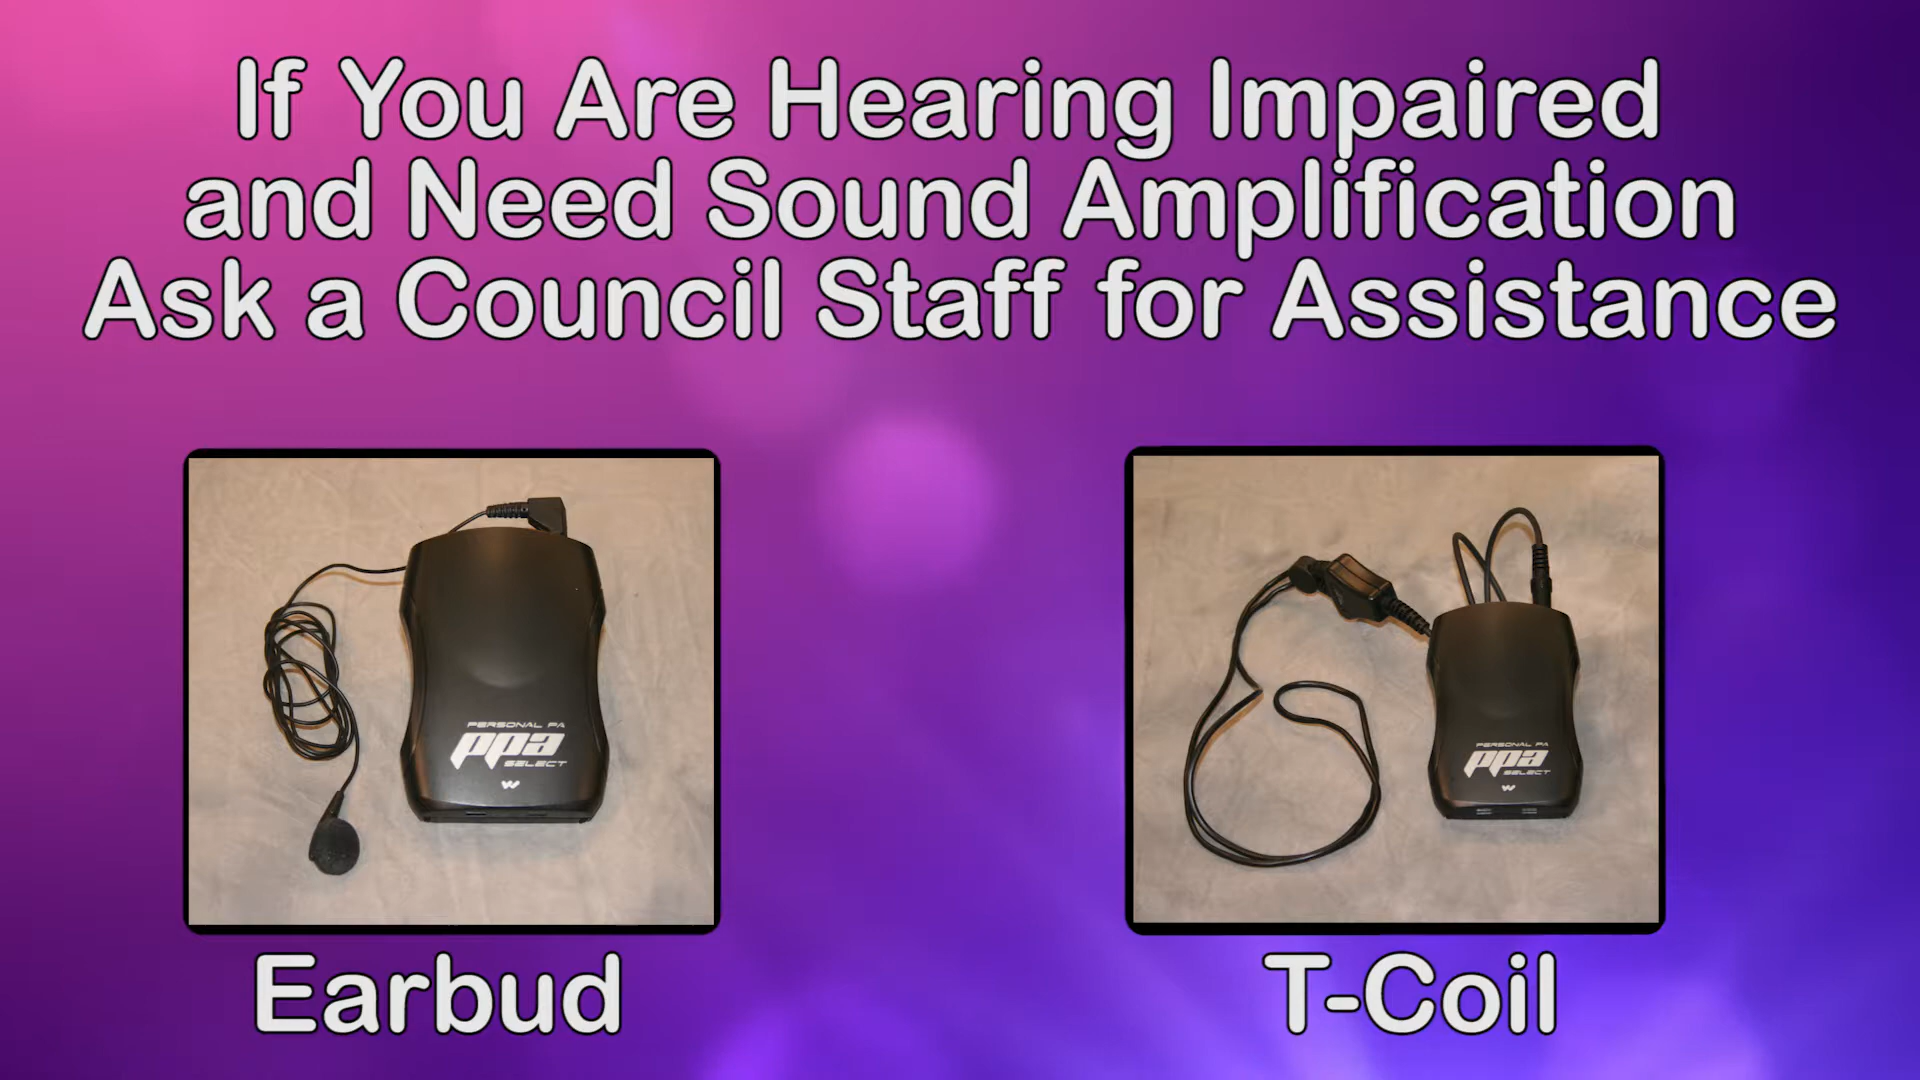 If You Are Hearing Impaired
and Need Sound Amplification
Ask a Council Staff for Assistance
PERSONAL PA
ppa
SELECT
W
PERSONAL PA
ppa
SELECT
W
Earbud
T-Coil